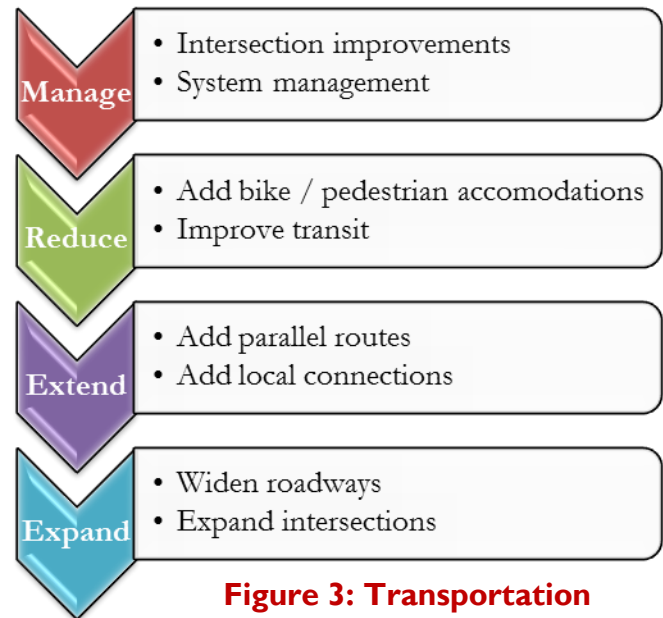 Manage
• Intersection improvements
• System management
Reduce
• Add bike / pedestrian accomodations
• Improve transit
Extend
• Add parallel routes
• Add local connections
Expand
• Widen roadways
• Expand intersections
Figure 3: Transportation